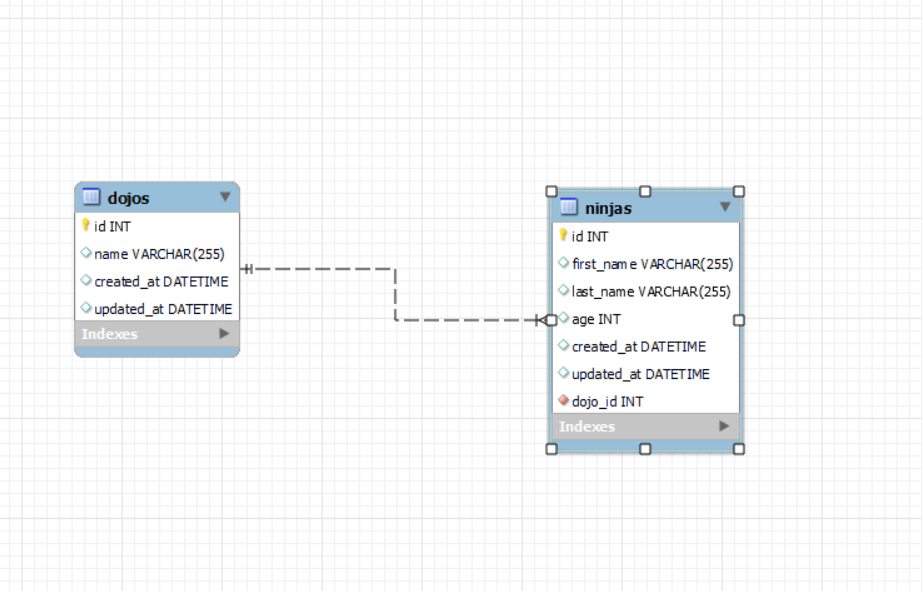 dojos
id INT
name VARCHAR(255)
created_at DATETIME
updated_at DATETIME
Indexes
ninjas
id INT
first_name VARCHAR(255)
last_name VARCHAR(255)
age INT
created_at DATETIME
updated_at DATETIME
dojo_id INT
Indexes